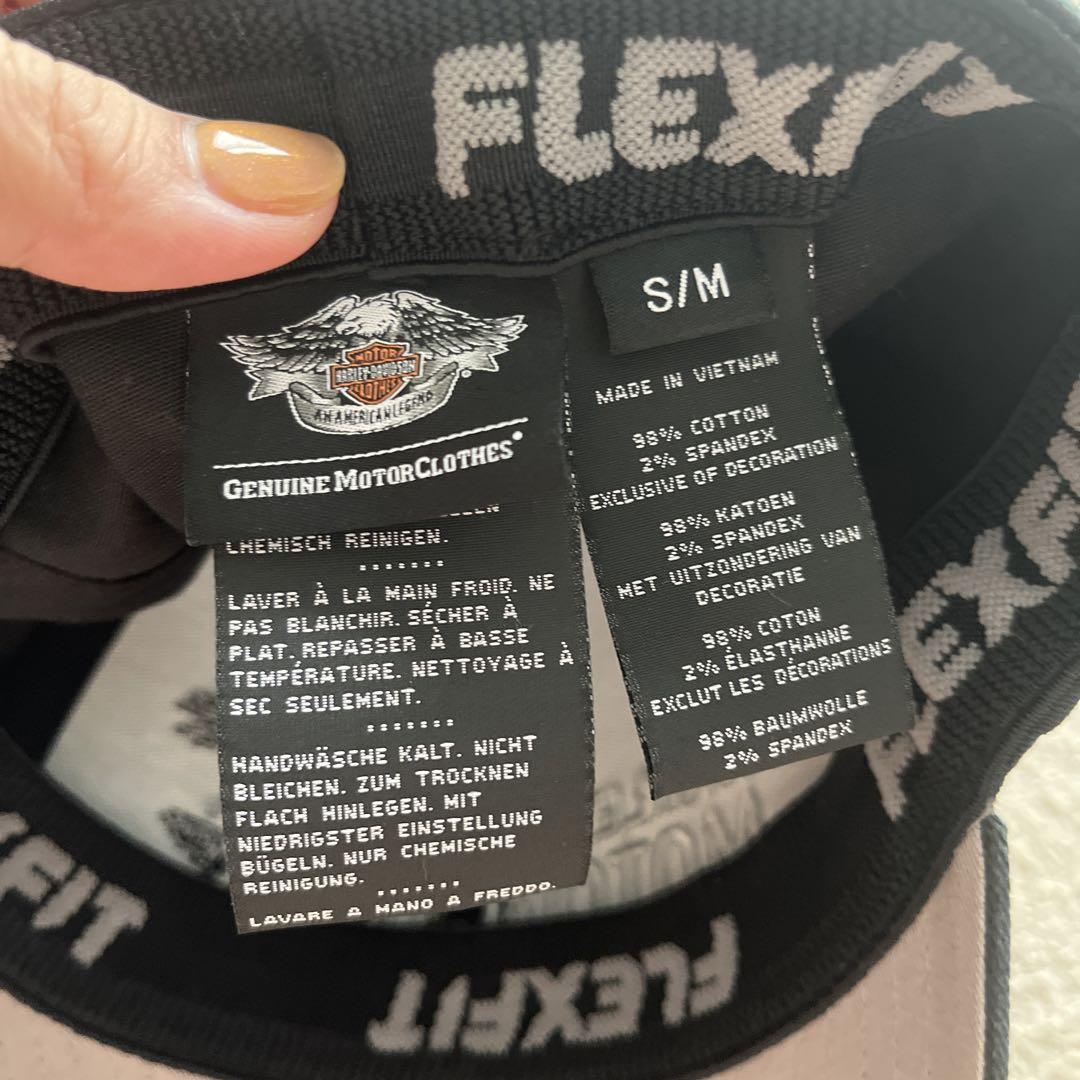 FLEXFIT
S/M
MOTOR
HARLEY-DAVIDSON
CLOTHES
AN AMERICAN LEGEND
®
GENUINE MOTORCLOTHES®
CHEMISCH REINIGEN.
.......
LAVER À LA MAIN FROID. NE
PAS BLANCHIR. SÉCHER À
PLAT. REPASSER À BASSE
TEMPÉRATURE. NETTOYAGE À
SEC SEULEMENT.
.......
HANDWÄSCHE KALT. NICHT
BLEICHEN. ZUM TROCKNEN
FLACH HINLEGEN. MIT
NIEDRIGSTER EINSTELLUNG
BÜGELN. NUR CHEMISCHE
REINIGUNG.
.......
LAVARE A MANO A FREDDO.
MADE IN VIETNAM
98% COTTON
2% SPANDEX
EXCLUSIVE OF DECORATION
98% KATOEN
2% SPANDEX
MET UITZONDERING VAN
DECORATIE
98% COTON
2% ÉLASTHANNE
EXCLUT LES DÉCORATIONS
98% BAUMWOLLE
2% SPANDEX
FLEXFI
XFIT
FLEXFIT